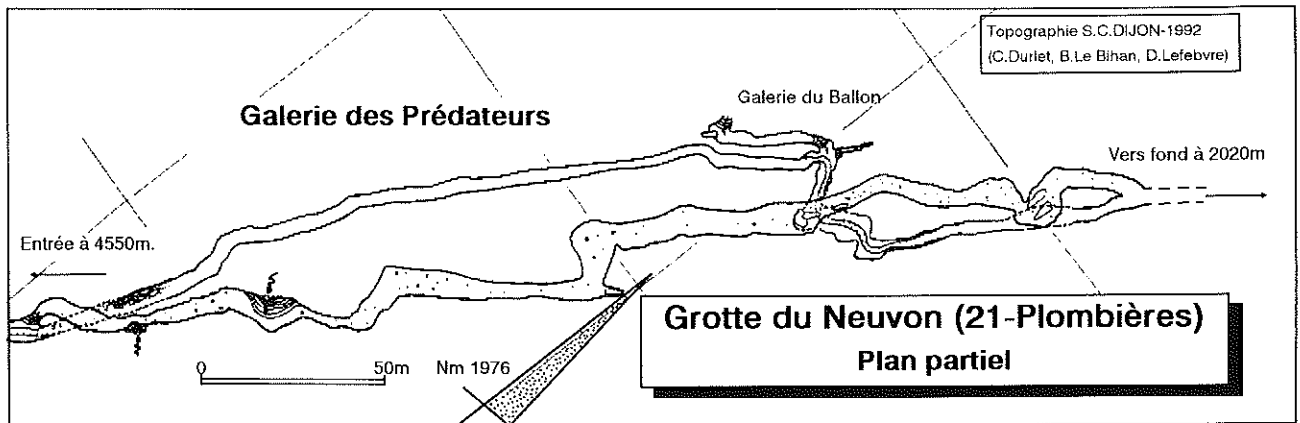 Topographie S.C.DIJON-1992
(C.Durlet, B.Le Bihan, D.Lefebvre)
Galerie du Ballon
Galerie des Prédateurs
Vers fond à 2020m
Entrée à 4550m.
Grotte du Neuvon (21-Plombières)
Plan partiel
0 50m
Nm 1976